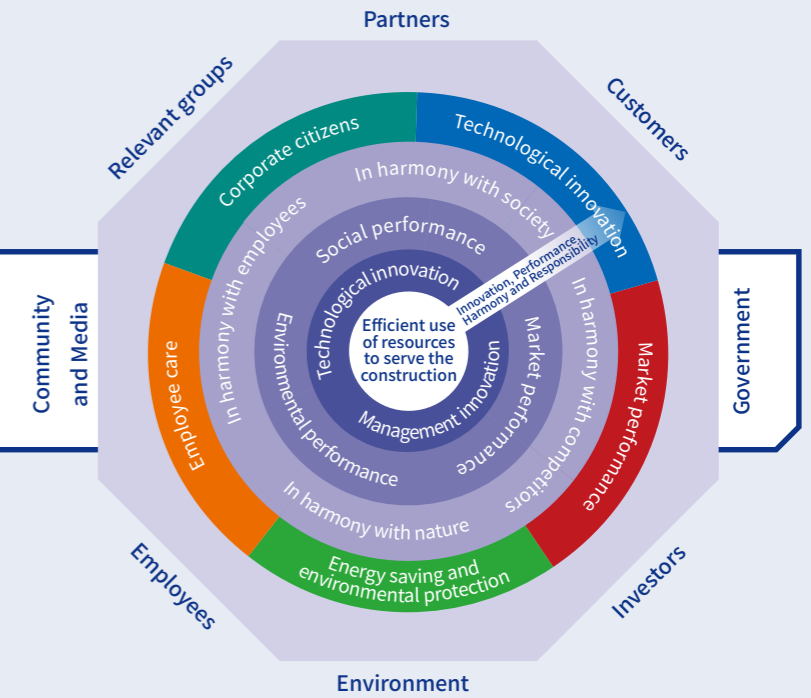 Partners
Relevant groups
Customers
Corporate citizens
Technological innovation
In harmony with society
In harmony with employees
Social performance
Technological innovation
Innovation, Performance,
Harmony and Responsibility
Efficient use
of resources
to serve the
construction
Community
and Media
Government
Employee care
Environmental performance
Market performance
In harmony with competitors
Market performance
Management innovation
In harmony with nature
Energy saving and
environmental protection
Employees
Investors
Environment